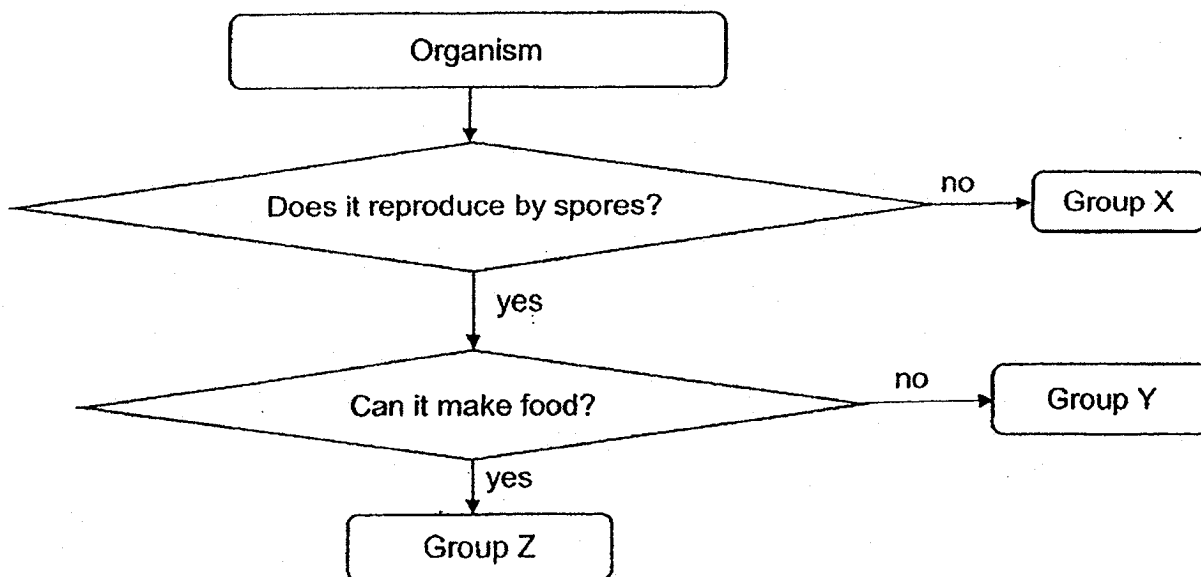 Organism
Does it reproduce by spores?
no
Group X
yes
Can it make food?
no
Group Y
yes
Group Z